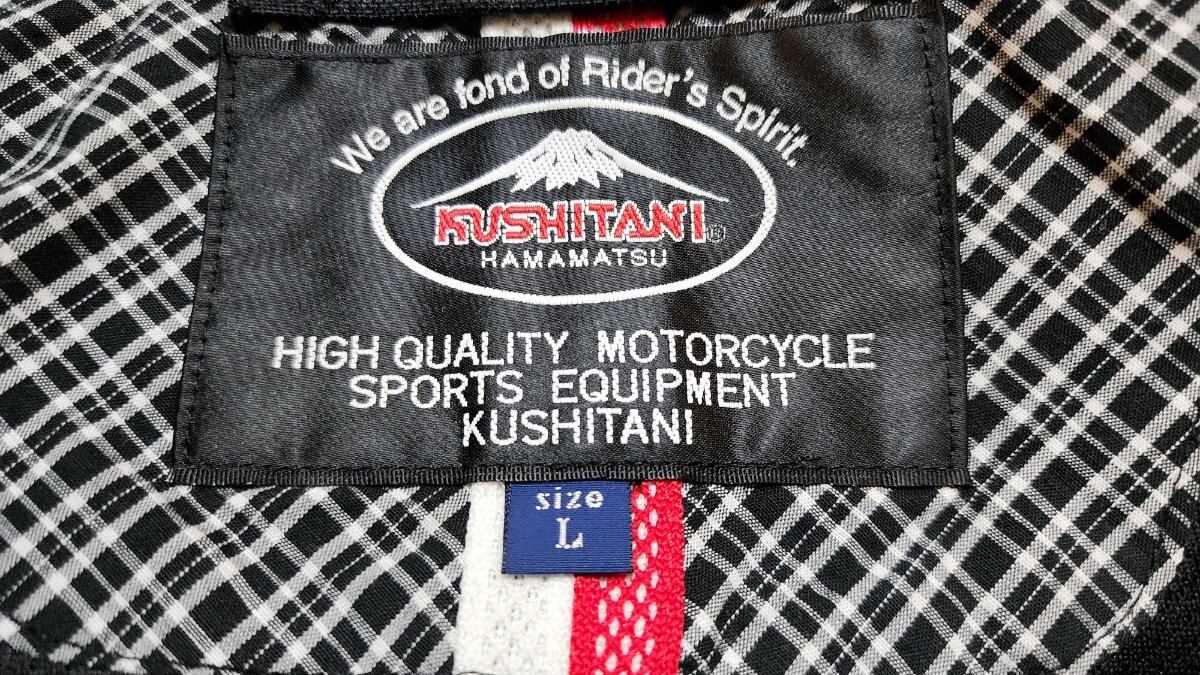 We are fond of Rider's Spirit.
KUSHITANI®
HAMAMATSU
HIGH QUALITY MOTORCYCLE
SPORTS EQUIPMENT
KUSHITANI
size
L